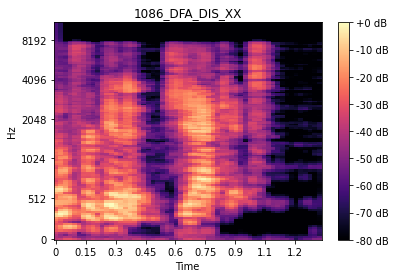 1086_DFA_DIS_XX
+0 dB
8192
-10 dB
4096
-20 dB
-30 dB
2048
Hz
-40 dB
1024
-50 dB
512
-60 dB
-70 dB
0
-80 dB
0 0.15 0.3 0.45 0.6 0.75 0.9 1.1 1.2
Time